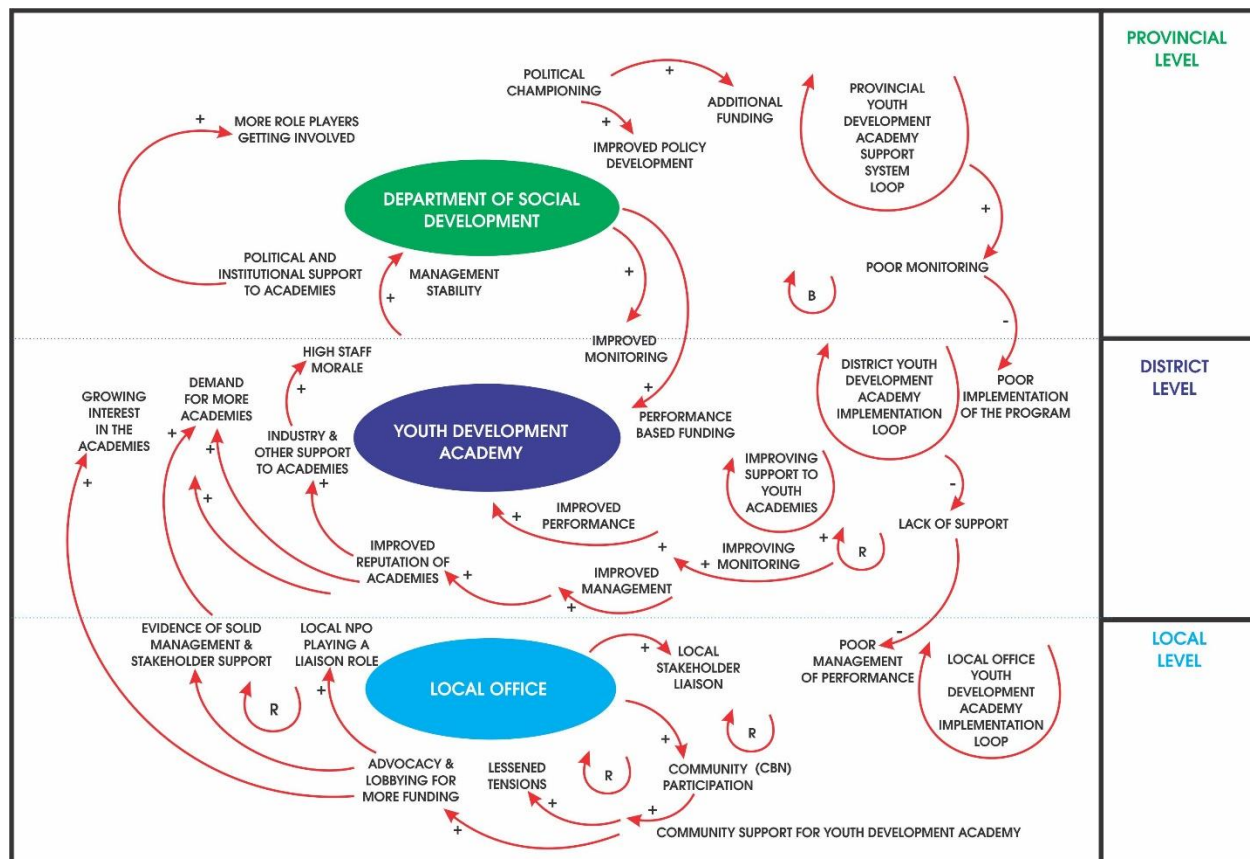 PROVINCIAL
LEVEL
POLITICAL
CHAMPIONING
+
ADDITIONAL
FUNDING
+
IMPROVED POLICY
DEVELOPMENT
PROVINCIAL
YOUTH
DEVELOPMENT
ACADEMY
SUPPORT
SYSTEM
LOOP
+
MORE ROLE PLAYERS
GETTING INVOLVED
DEPARTMENT OF SOCIAL
DEVELOPMENT
+
POOR MONITORING
POLITICAL AND
INSTITUTIONAL SUPPORT
TO ACADEMIES
MANAGEMENT
STABILITY
+
+
B
-
IMPROVED
MONITORING
DISTRICT
LEVEL
HIGH STAFF
MORALE
+
DEMAND
FOR MORE
ACADEMIES
GROWING
INTEREST
IN THE
ACADEMIES
+
+
+
+
INDUSTRY &
OTHER SUPPORT
TO ACADEMIES
+
YOUTH DEVELOPMENT
ACADEMY
+
PERFORMANCE
BASED FUNDING
DISTRICT YOUTH
DEVELOPMENT
ACADEMY
IMPLEMENTATION
LOOP
POOR
IMPLEMENTATION
OF THE PROGRAM
IMPROVING
SUPPORT TO
YOUTH
ACADEMIES
-
LACK OF SUPPORT
IMPROVED
PERFORMANCE
+
+
IMPROVING
MONITORING
+
+
R
IMPROVED
REPUTATION OF
ACADEMIES
+
IMPROVED
MANAGEMENT
+
-
LOCAL
LEVEL
EVIDENCE OF SOLID
MANAGEMENT &
STAKEHOLDER SUPPORT
LOCAL NPO
PLAYING A
LIAISON ROLE
+
R
LOCAL OFFICE
+
LOCAL
STAKEHOLDER
LIAISON
POOR
MANAGEMENT
OF PERFORMANCE
LOCAL OFFICE
YOUTH
DEVELOPMENT
ACADEMY
IMPLEMENTATION
LOOP
+
R
ADVOCACY &
LOBBYING FOR
MORE FUNDING
LESSENED
TENSIONS
R
COMMUNITY (CBN)
PARTICIPATION
+
+
+
COMMUNITY SUPPORT FOR YOUTH DEVELOPMENT ACADEMY